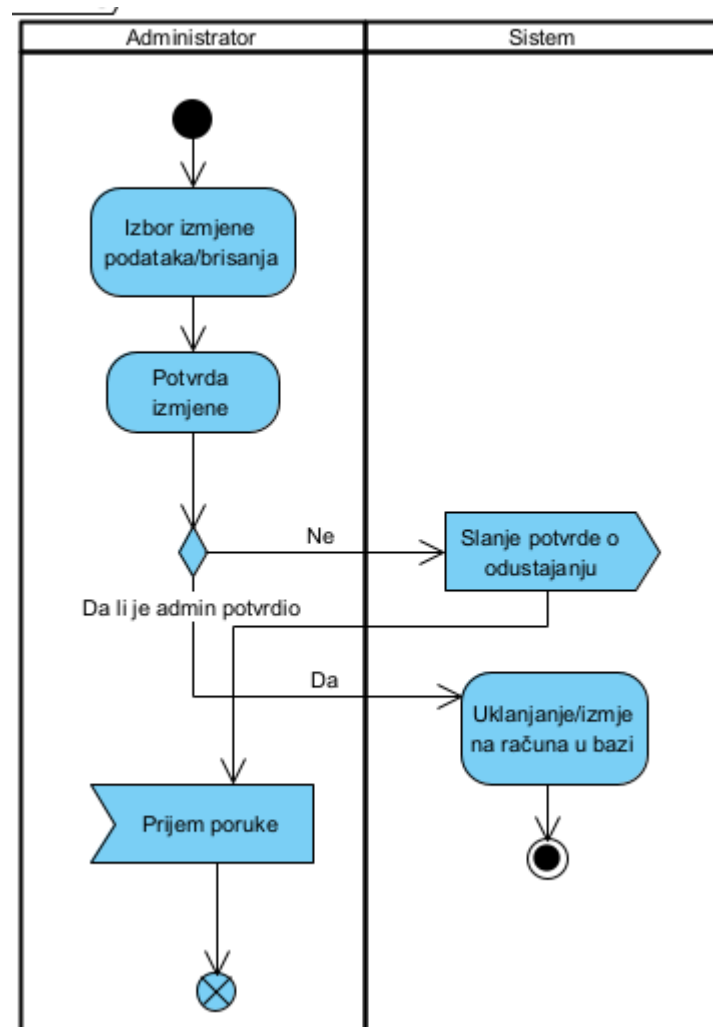 Administrator
Sistem
Izbor izmjene
podataka/brisanja
Potvrda
izmjene
Ne
Slanje potvrde o
odustajanju
Da li je admin potvrdio
Da
Uklanjanje/izmje
na računa u bazi
Prijem poruke